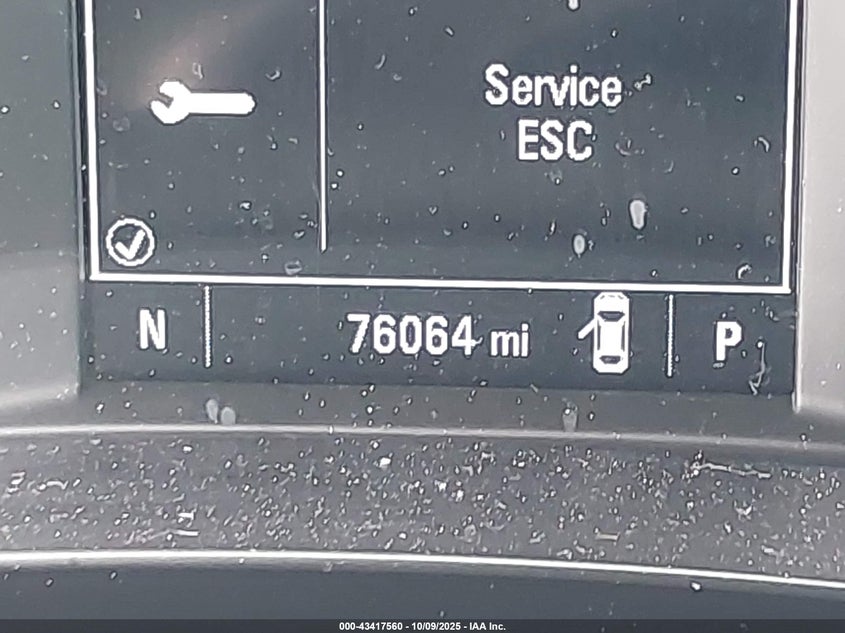 Service
ESC
N
76064 mi
P
000-43417560 - 10/09/2025 - IAA Inc.